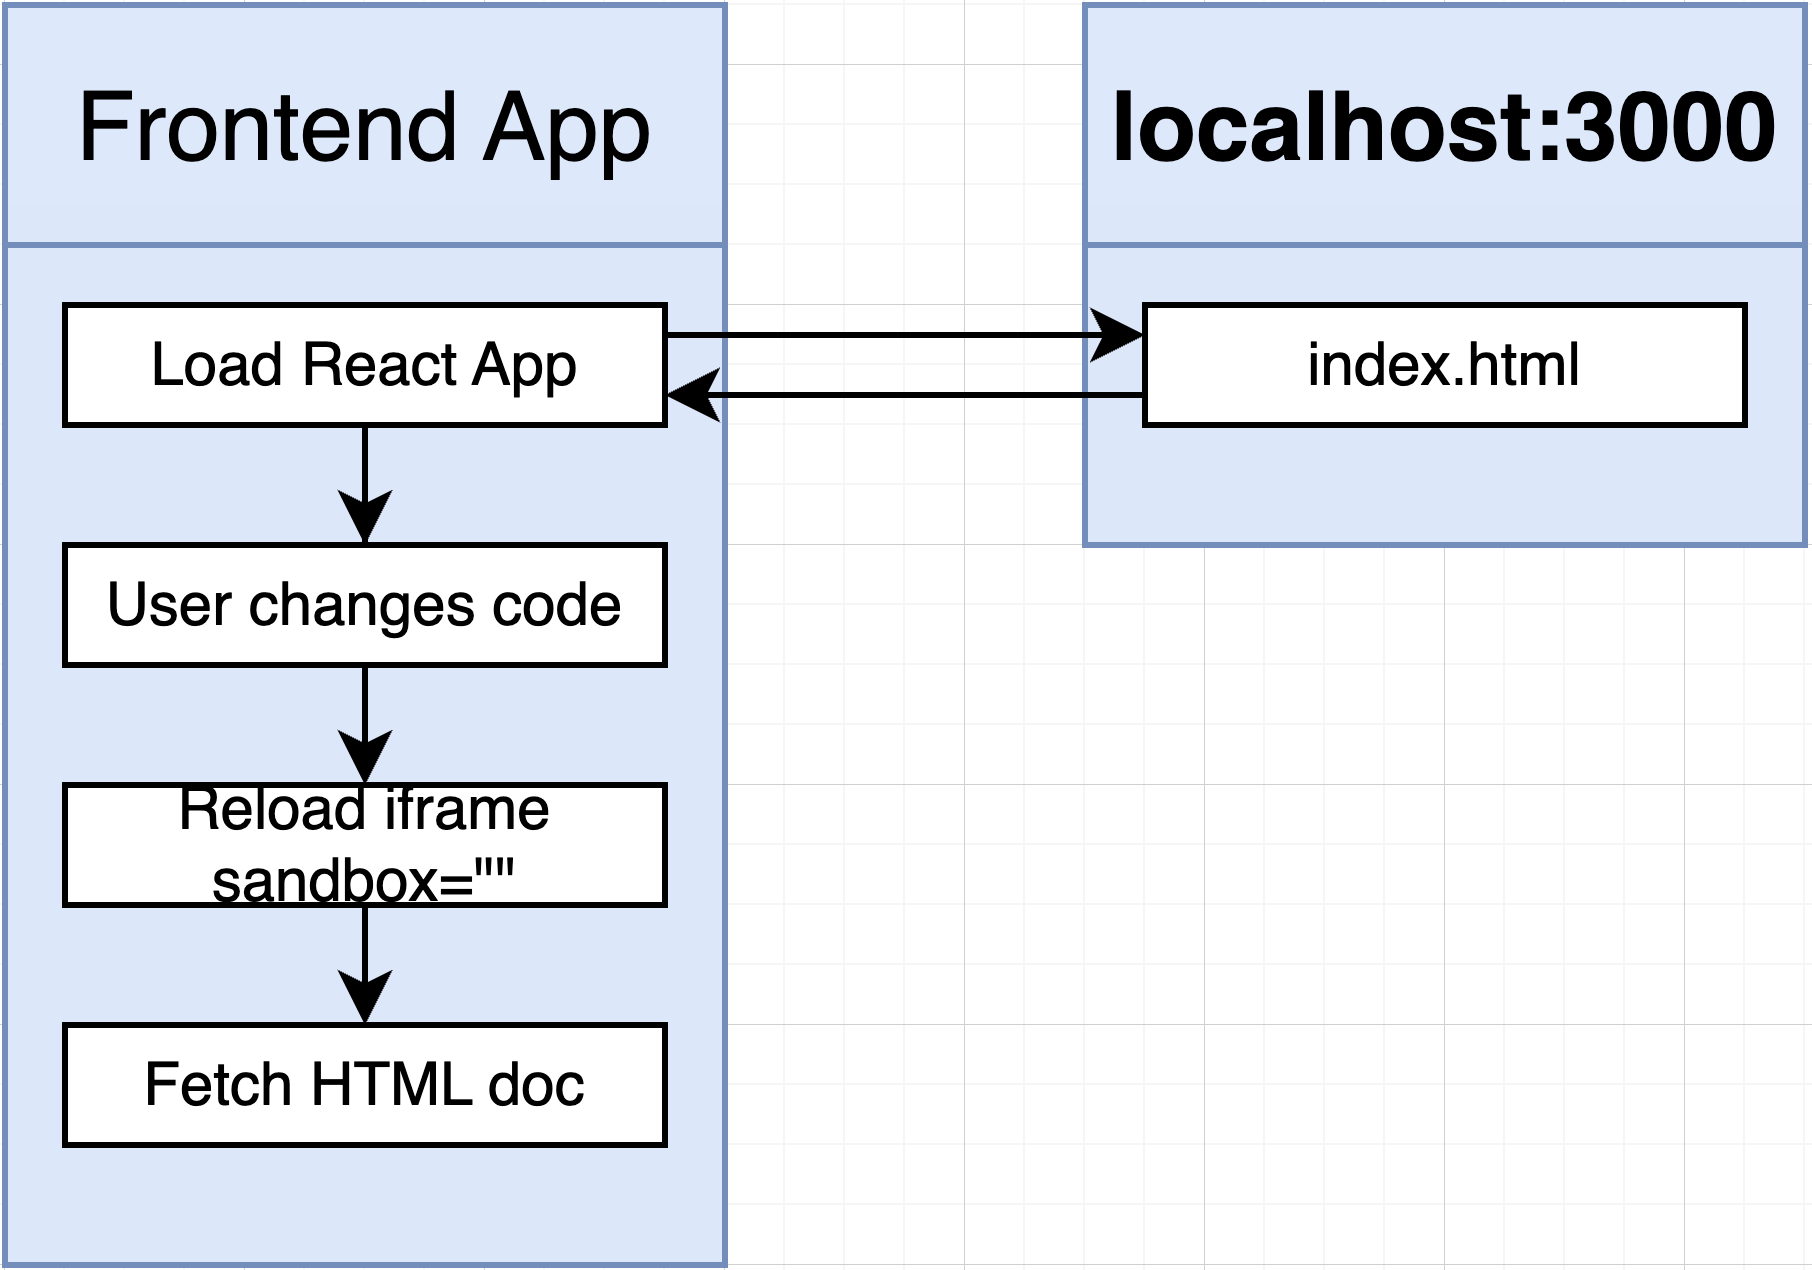 Frontend App
localhost:3000
Load React App
index.html
User changes code
Reload iframe
sandbox=""
Fetch HTML doc